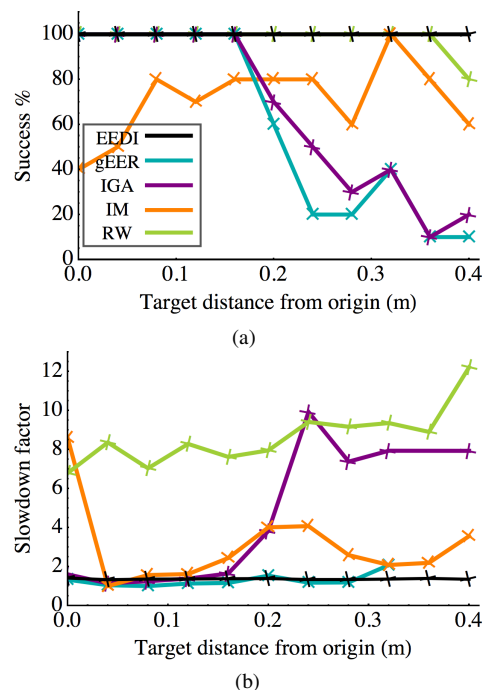 100
80
60
40
20
0
Success %
EEDI
gEER
IGA
IM
RW
0.0 0.1 0.2 0.3 0.4
Target distance from origin (m)
(a)
12
10
8
6
4
2
0
Slowdown factor
0.0 0.1 0.2 0.3 0.4
Target distance from origin (m)
(b)